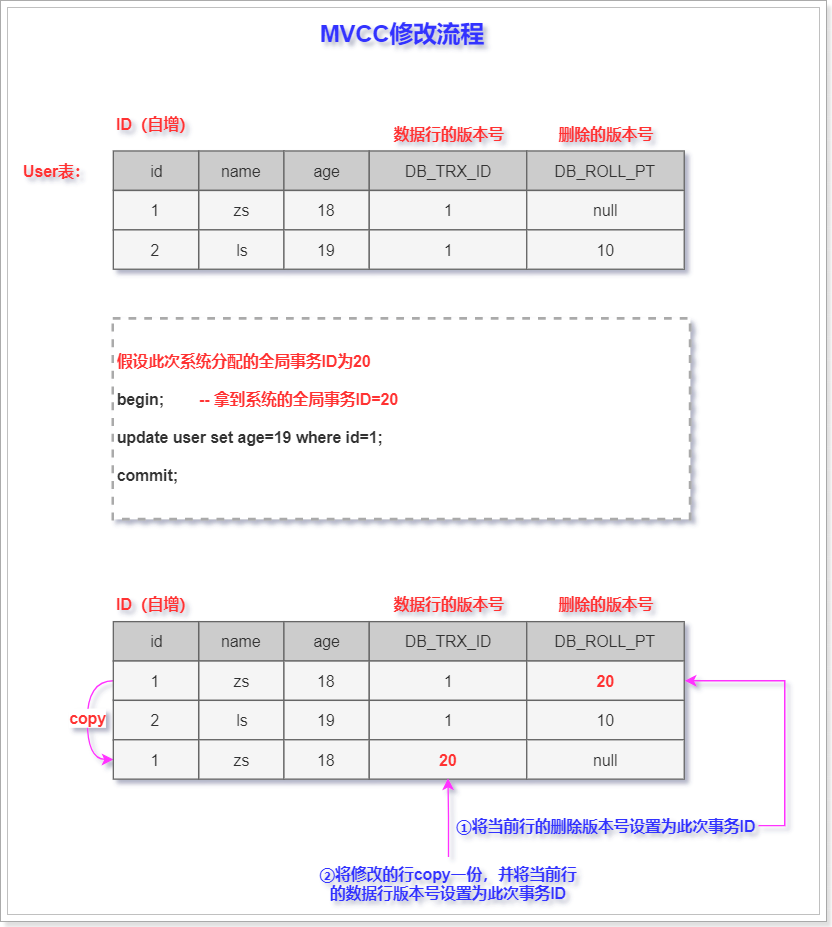 MVCC修改流程
ID（自增）
数据行的版本号 删除的版本号
User表：
id name age DB_TRX_ID DB_ROLL_PT
1 zs 18 1 null
2 ls 19 1 10
假设此次系统分配的全局事务ID为20
begin; -- 拿到系统的全局事务ID=20
update user set age=19 where id=1;
commit;
ID（自增） 数据行的版本号 删除的版本号
id name age DB_TRX_ID DB_ROLL_PT
1 zs 18 1 20
copy
2 ls 19 1 10
1 zs 18 20 null
①将当前行的删除版本号设置为此次事务ID
②将修改的行copy一份，并将当前行
的数据行版本号设置为此次事务ID